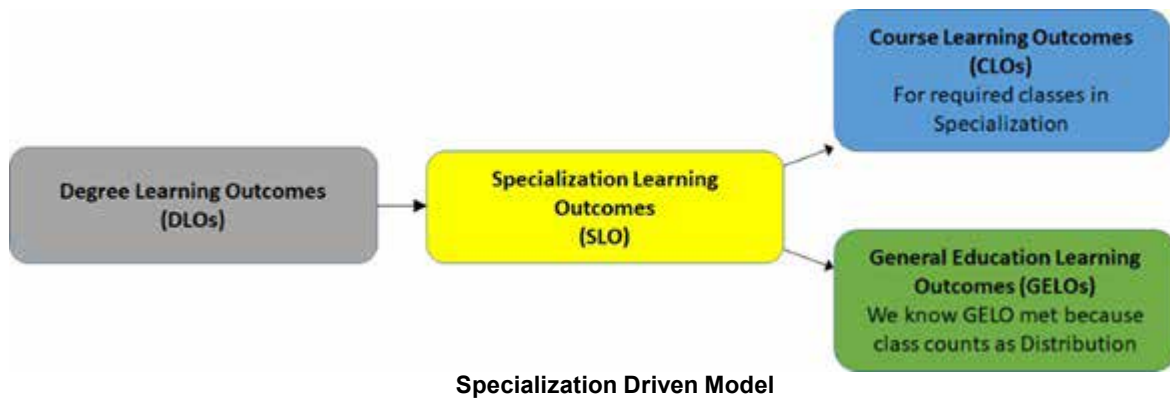 Degree Learning Outcomes
(DLOs)
Specialization Learning
Outcomes
(SLO)
Course Learning Outcomes
(CLOs)
For required classes in
Specialization
General Education Learning
Outcomes (GELOs)
We know GELO met because
class counts as Distribution
Specialization Driven Model